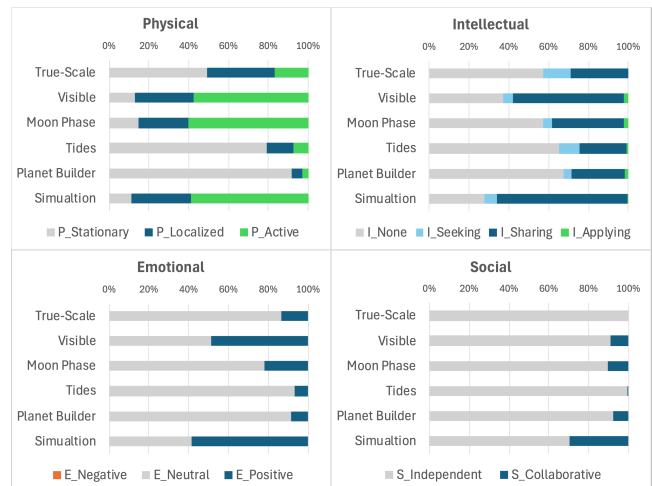 Physical
0% 20% 40% 60% 80% 100%
True-Scale
Visible
Moon Phase
Tides
Planet Builder
Simualtion
P_Stationary P_Localized P_Active
Intellectual
0% 20% 40% 60% 80% 100%
True-Scale
Visible
Moon Phase
Tides
Planet Builder
Simualtion
I_None I_Seeking I_Sharing I_Applying
Emotional
0% 20% 40% 60% 80% 100%
True-Scale
Visible
Moon Phase
Tides
Planet Builder
Simualtion
E_Negative E_Neutral E_Positive
Social
0% 20% 40% 60% 80% 100%
True-Scale
Visible
Moon Phase
Tides
Planet Builder
Simualtion
S_Independent S_Collaborative